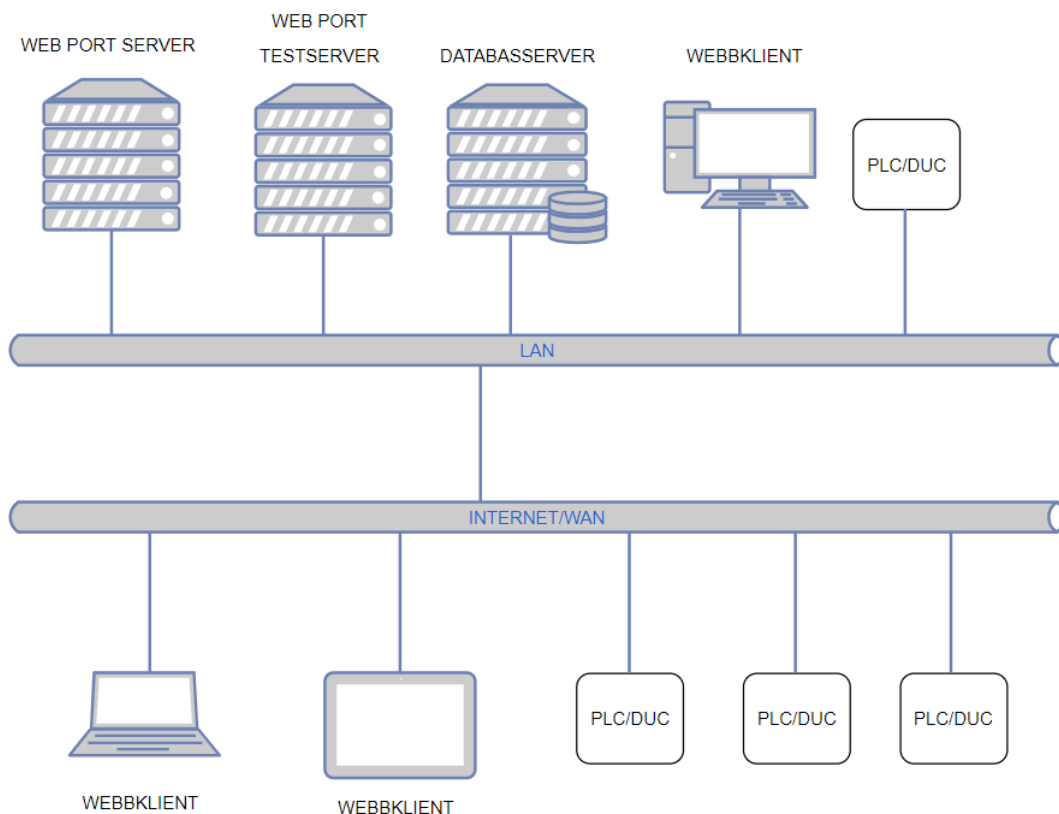 WEB PORT SERVER
WEB PORT
TESTSERVER
DATABASSERVER
WEBBKLIENT
PLC/DUC
LAN
INTERNET/WAN
PLC/DUC
PLC/DUC
PLC/DUC
WEBBKLIENT
WEBBKLIENT